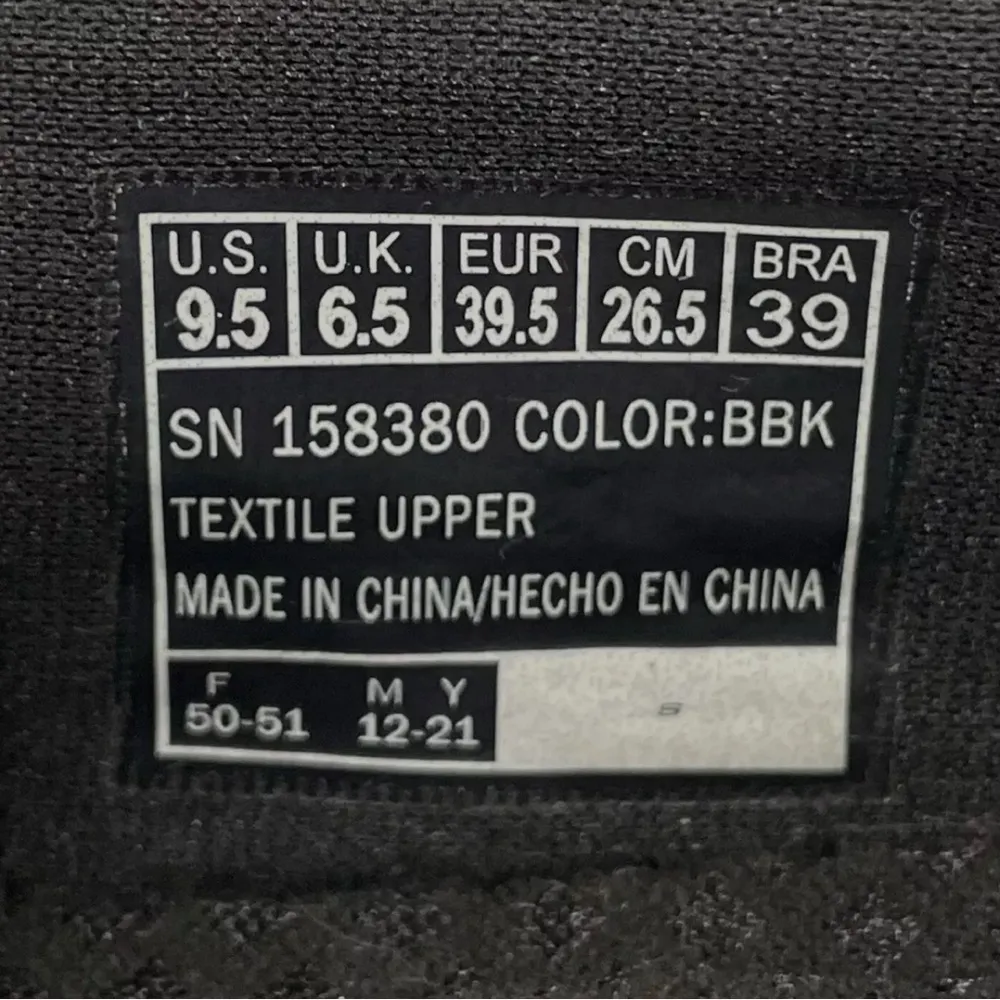 U.S. U.K. EUR CM BRA
9.5 6.5 39.5 26.5 39
SN 158380 COLOR:BBK
TEXTILE UPPER
MADE IN CHINA/HECHO EN CHINA
F M Y
50-51 12-21